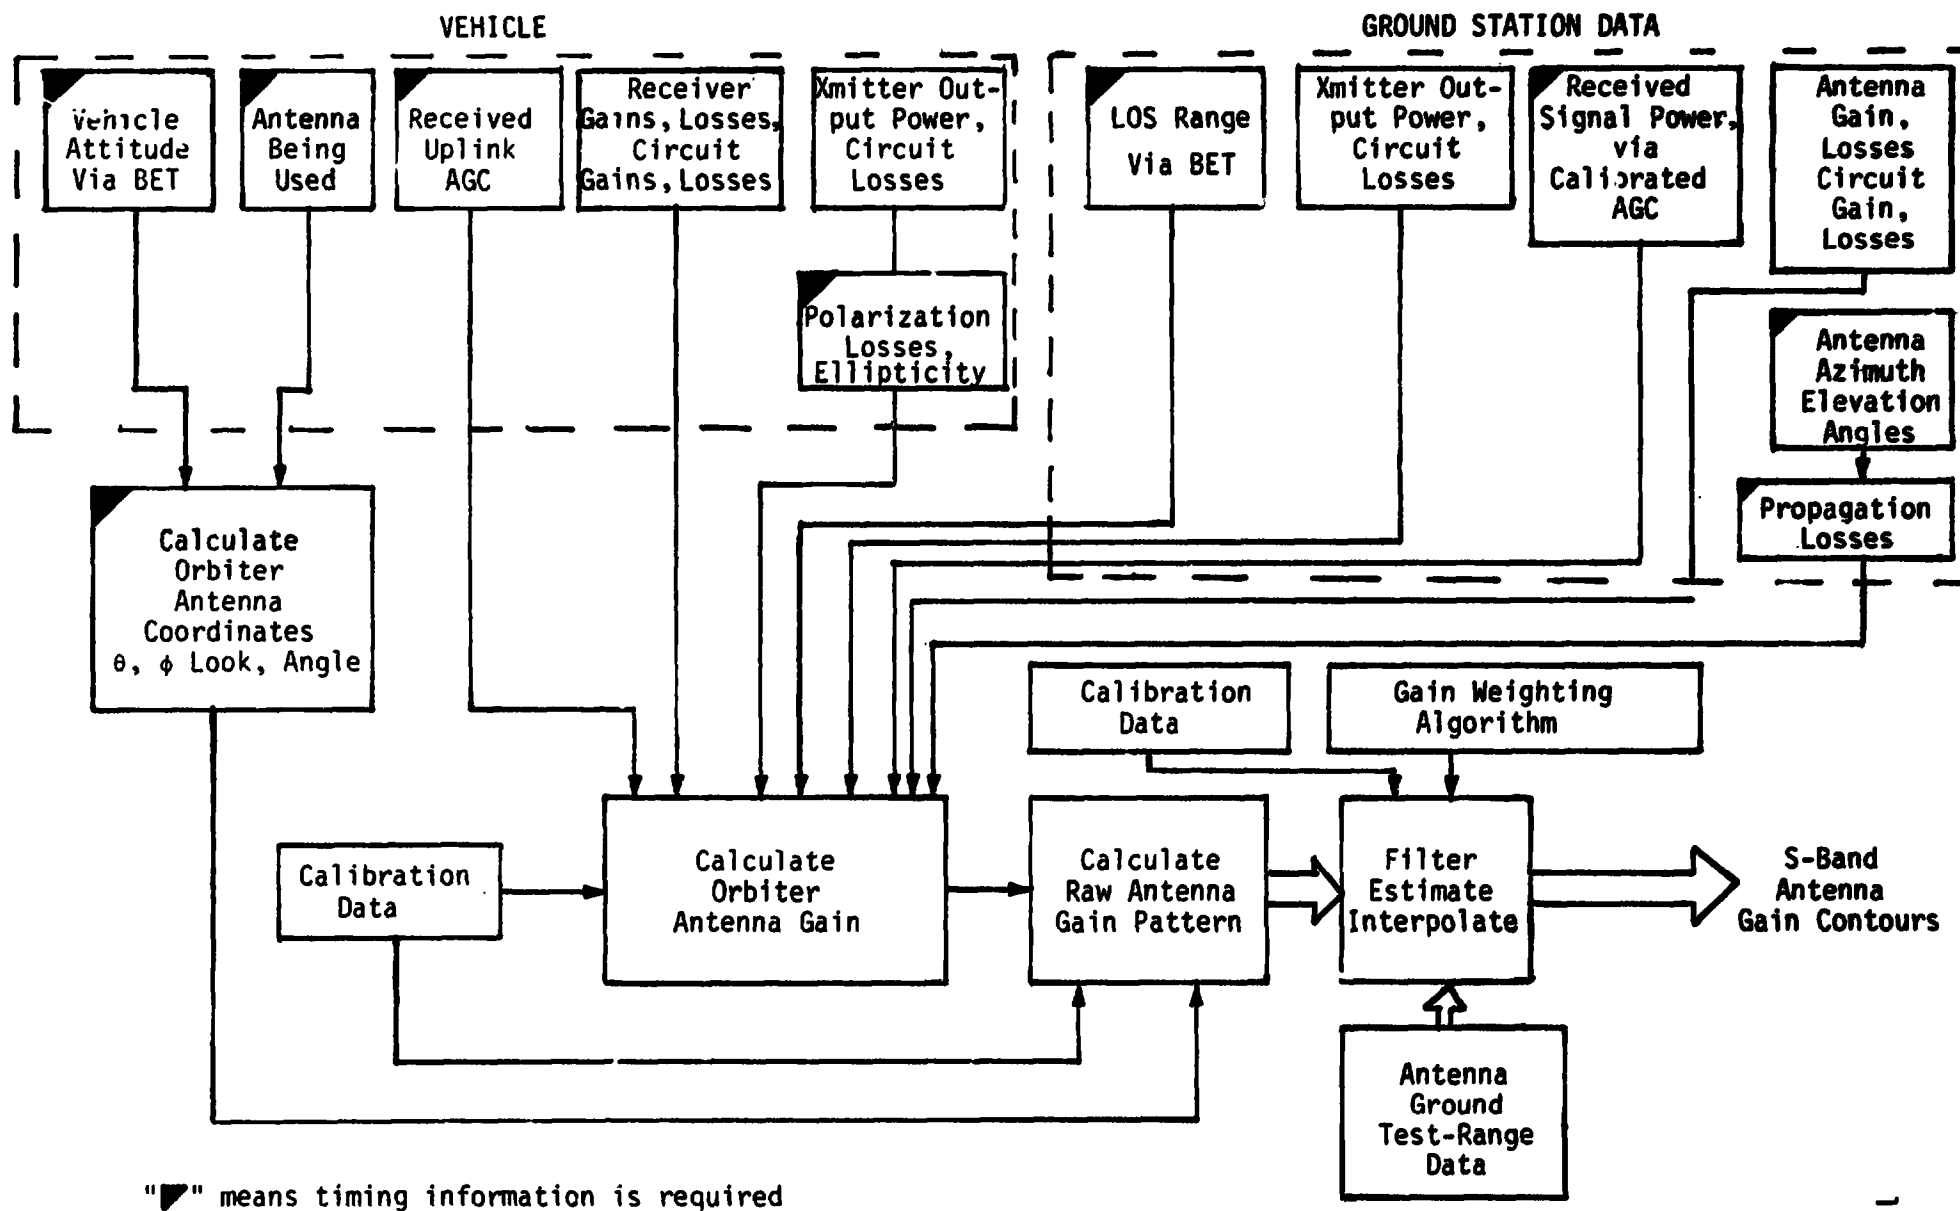 VEHICLE
GROUND STATION DATA
Vehicle
Attitude
Via BET
Antenna
Being
Used
Received
Uplink
AGC
Receiver
Gains, Losses,
Circuit
Gains, Losses
Xmitter Out-
put Power,
Circuit
Losses
Polarization
Losses,
Ellipticity
LOS Range
Via BET
Xmitter Out-
put Power,
Circuit
Losses
Received
Signal Power,
via
Calibrated
AGC
Antenna
Gain,
Losses
Circuit
Gain,
Losses
Antenna
Azimuth
Elevation
Angles
Propagation
Losses
Calculate
Orbiter
Antenna
Coordinates
θ, φ Look, Angle
Calibration
Data
Gain Weighting
Algorithm
Calibration
Data
Calculate
Orbiter
Antenna Gain
Calculate
Raw Antenna
Gain Pattern
Filter
Estimate
Interpolate
S-Band
Antenna
Gain Contours
Antenna
Ground
Test-Range
Data
"◤" means timing information is required